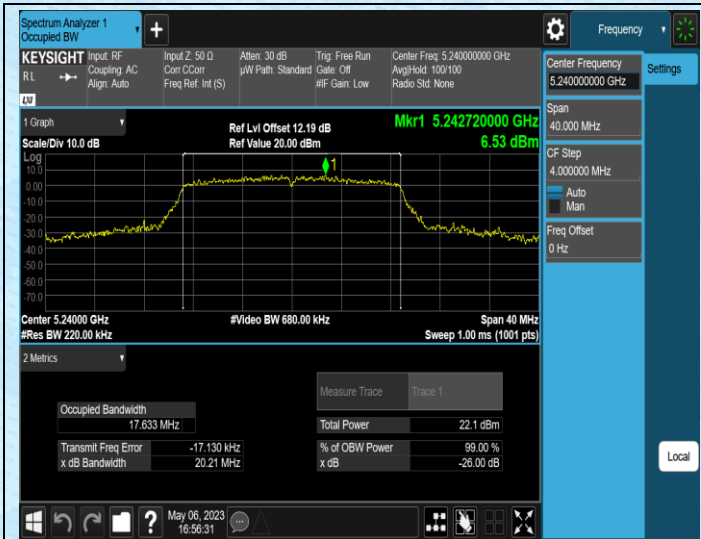 Spectrum Analyzer 1
Occupied BW
+
Frequency
KEYSIGHT
RL
LXI
Input: RF
Coupling: AC
Align: Auto
Input Z: 50 Ω
Corr CCorr
Freq Ref: Int (S)
Atten: 30 dB
µW Path: Standard
Trig: Free Run
Gate: Off
#IF Gain: Low
Center Freq: 5.240000000 GHz
Avg|Hold: 100/100
Radio Std: None
Center Frequency
5.240000000 GHz
Settings
Span
40.000 MHz
CF Step
4.000000 MHz
Auto
Man
Freq Offset
0 Hz
Local
1 Graph
Scale/Div 10.0 dB
Ref Lvl Offset 12.19 dB
Ref Value 20.00 dBm
Mkr1 5.242720000 GHz
6.53 dBm
Log
10.0
0.00
-10.0
-20.0
-30.0
-40.0
-50.0
-60.0
-70.0
1
Center 5.24000 GHz
#Res BW 220.00 kHz
#Video BW 680.00 kHz
Span 40 MHz
Sweep 1.00 ms (1001 pts)
2 Metrics
Measure Trace Trace 1
Occupied Bandwidth
17.633 MHz
Total Power 22.1 dBm
Transmit Freq Error -17.130 kHz
% of OBW Power 99.00 %
x dB Bandwidth 20.21 MHz
x dB -26.00 dB
?
May 06, 2023
16:56:31